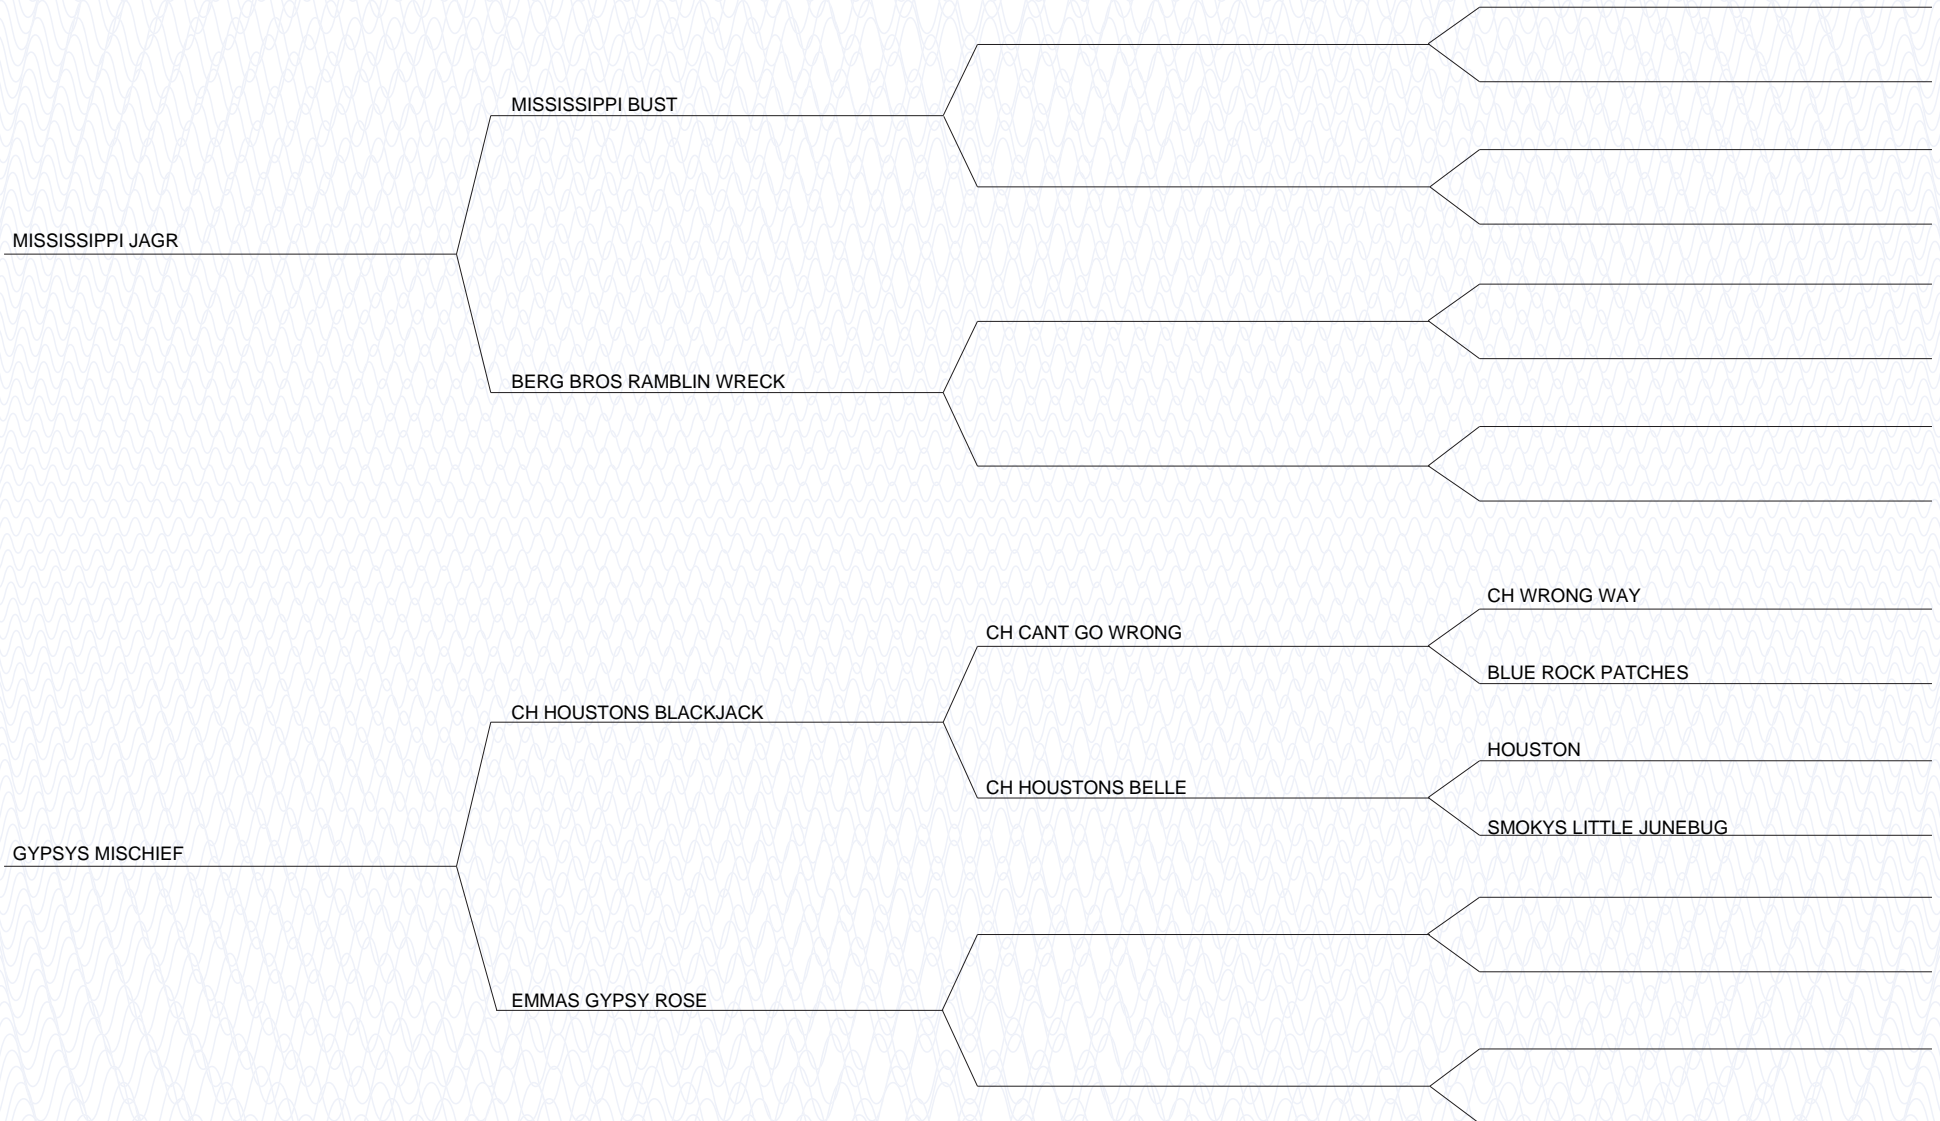 MISSISSIPPI BUST
MISSISSIPPI JAGR
BERG BROS RAMBLIN WRECK
CH WRONG WAY
CH CANT GO WRONG
BLUE ROCK PATCHES
CH HOUSTONS BLACKJACK
HOUSTON
CH HOUSTONS BELLE
SMOKYS LITTLE JUNEBUG
GYPSYS MISCHIEF
EMMAS GYPSY ROSE